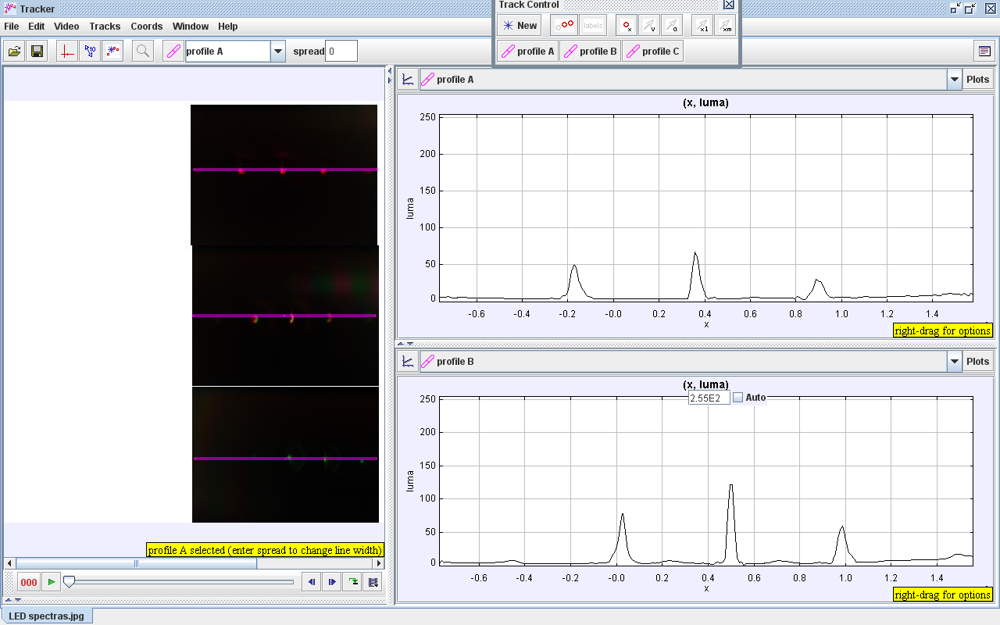 Tracker
Track Control
File Edit Video Tracks Coords Window Help
New labels x v a x1 xm
profile A spread 0
profile A profile B profile C
profile A Plots
(x, luma)
250
200
150
100
50
0
luma
-0.6 -0.4 -0.2 -0.0 0.2 0.4 0.6 0.8 1.0 1.2 1.4
x
right-drag for options
profile B Plots
(x, luma)
2.55E2 Auto
250
200
150
100
50
0
luma
-0.6 -0.4 -0.2 -0.0 0.2 0.4 0.6 0.8 1.0 1.2 1.4
x
right-drag for options
profile A selected (enter spread to change line width)
000
LED spectras.jpg